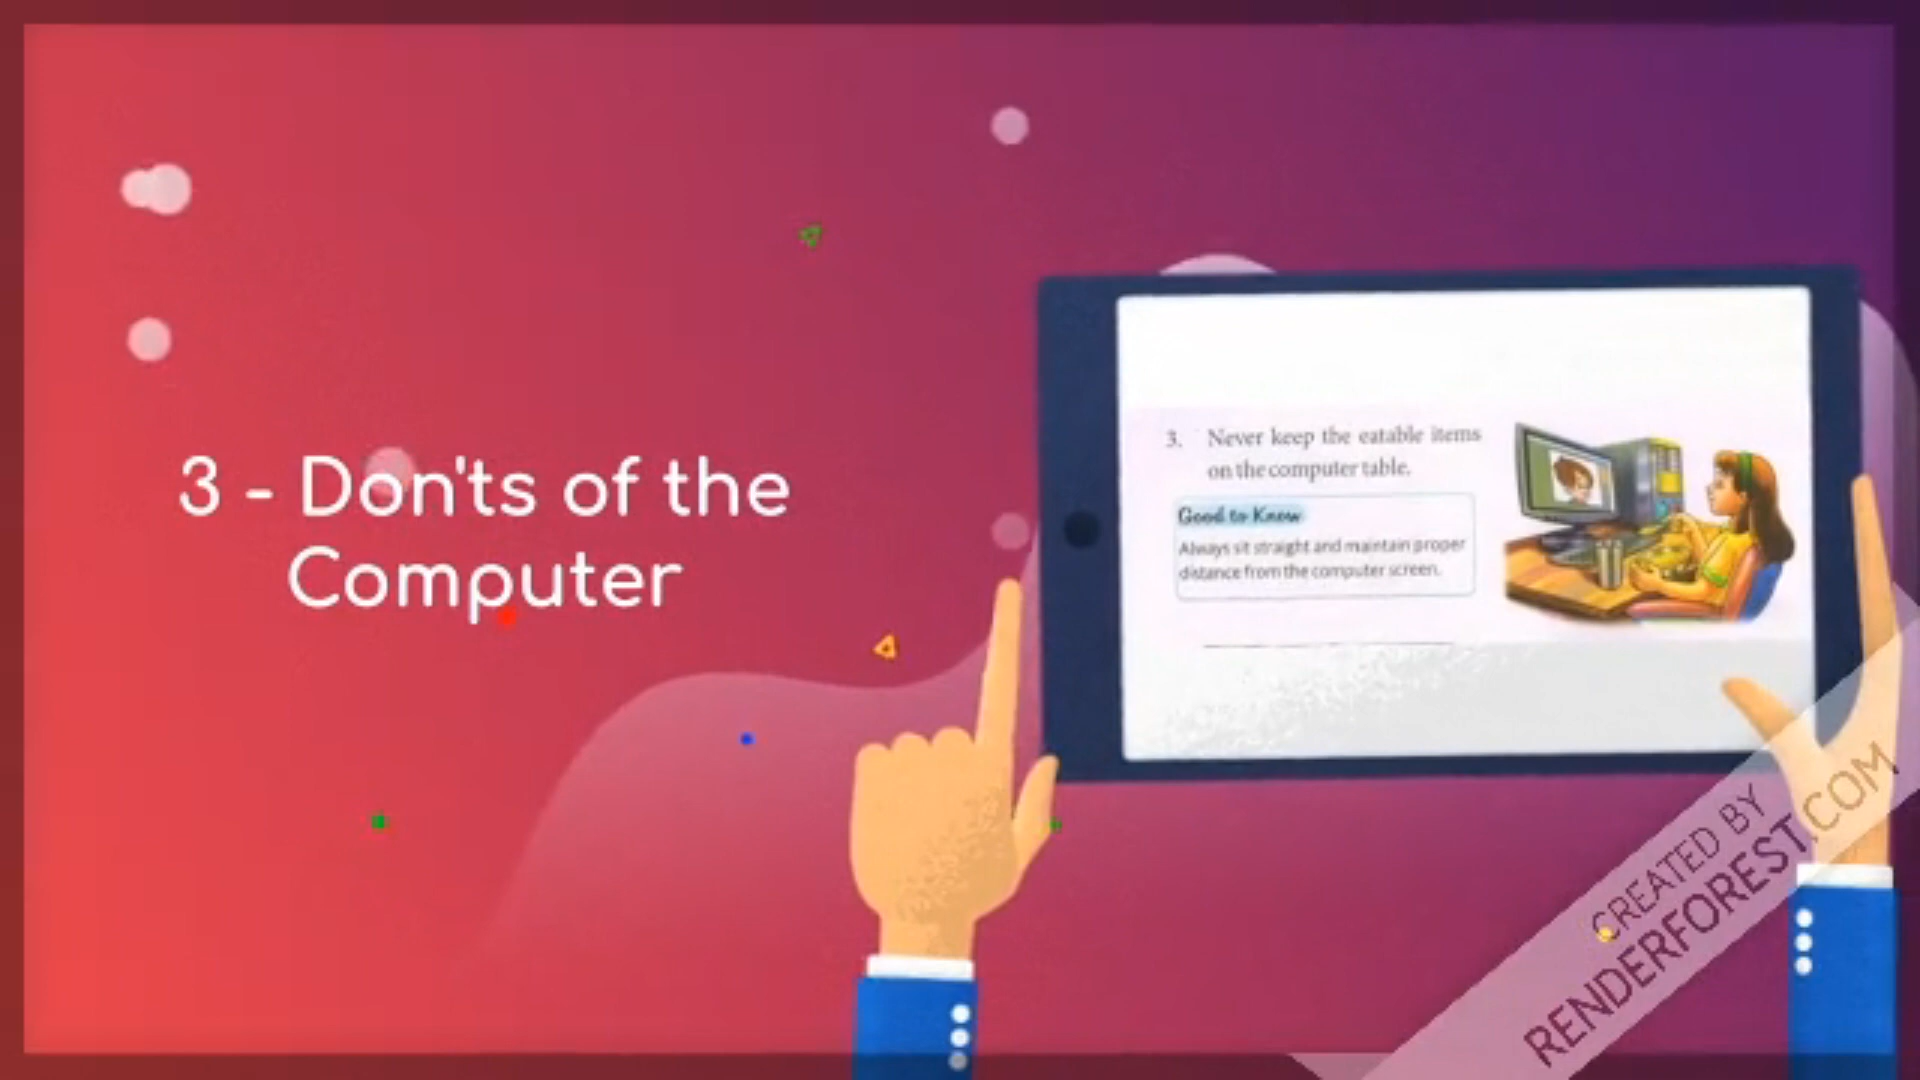 3 - Don'ts of the
Computer
3. Never keep the eatable items
on the computer table.
Good to Know
Always sit straight and maintain proper
distance from the computer screen.
CREATED BY
RENDERFOREST.COM